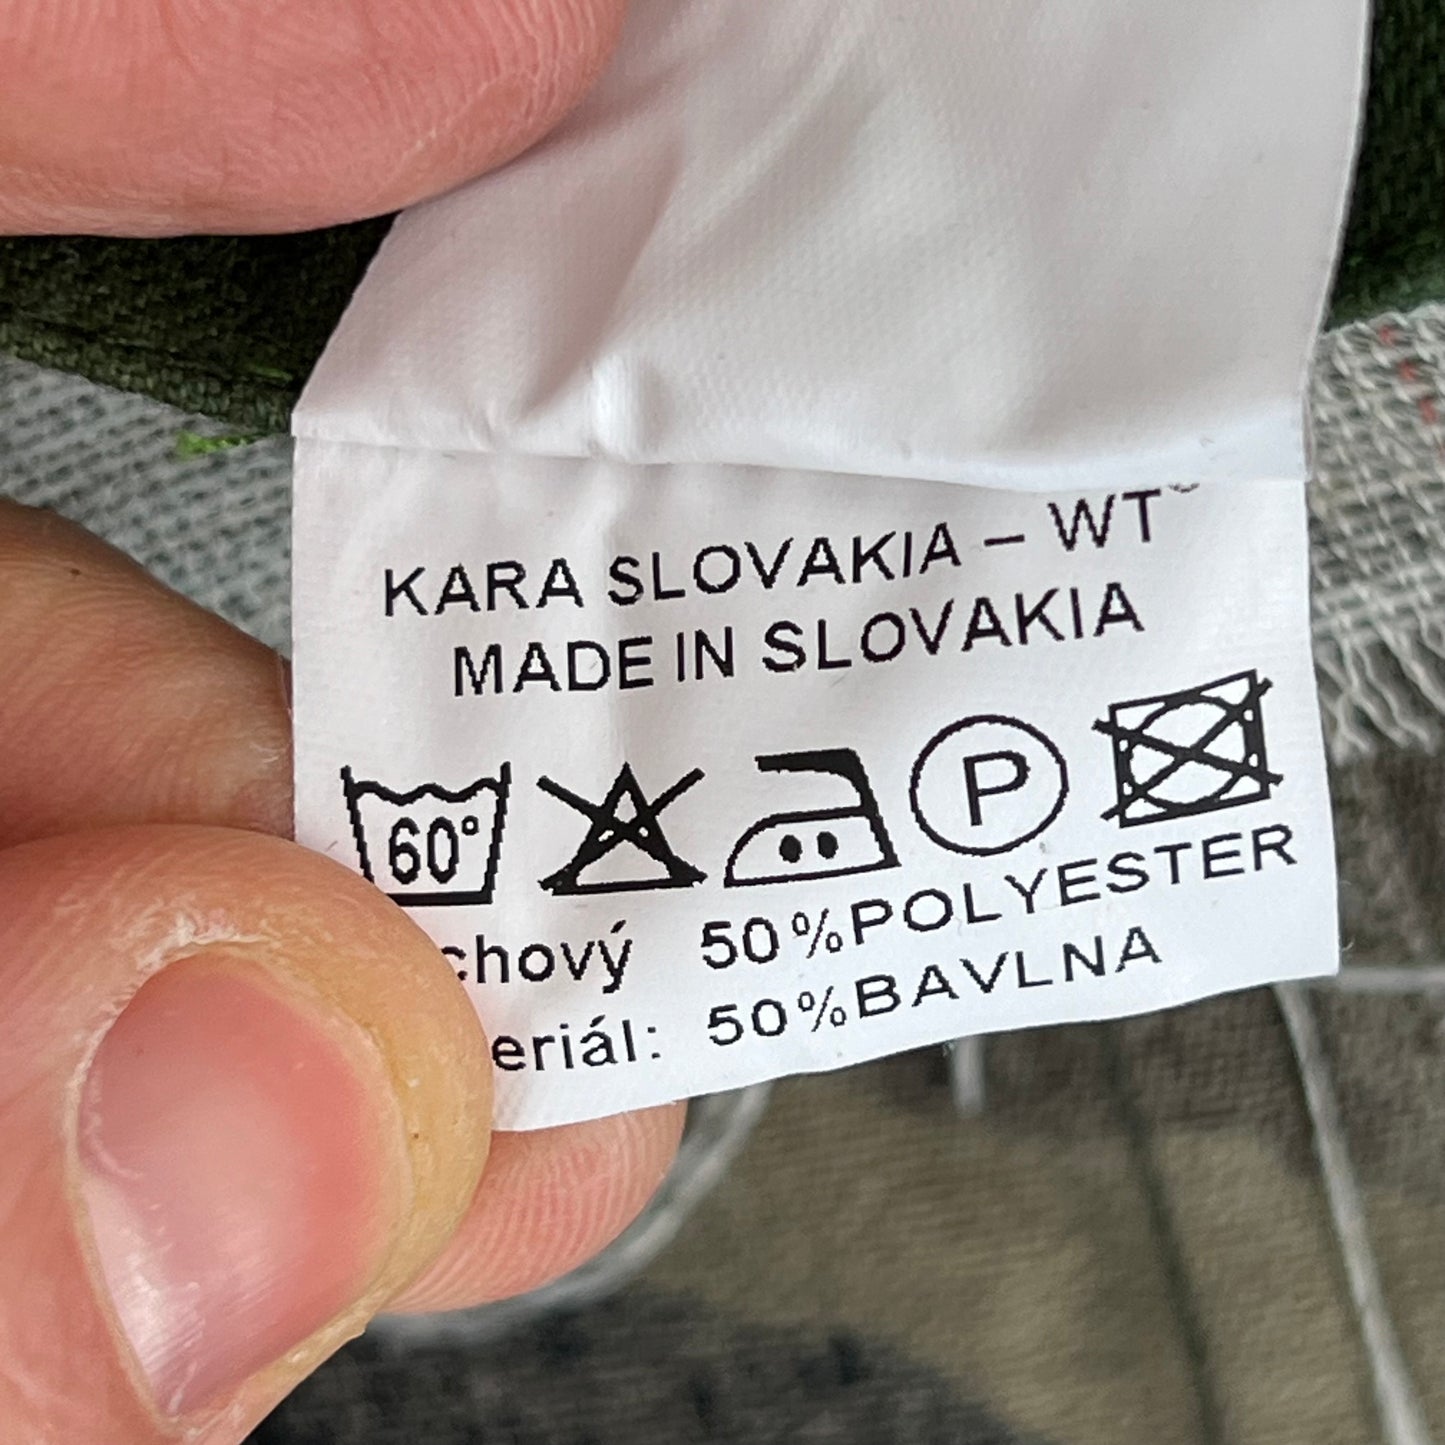 KARA SLOVAKIA – WT
MADE IN SLOVAKIA
60° P
chový 50%POLYESTER
eriál: 50%BAVLNA